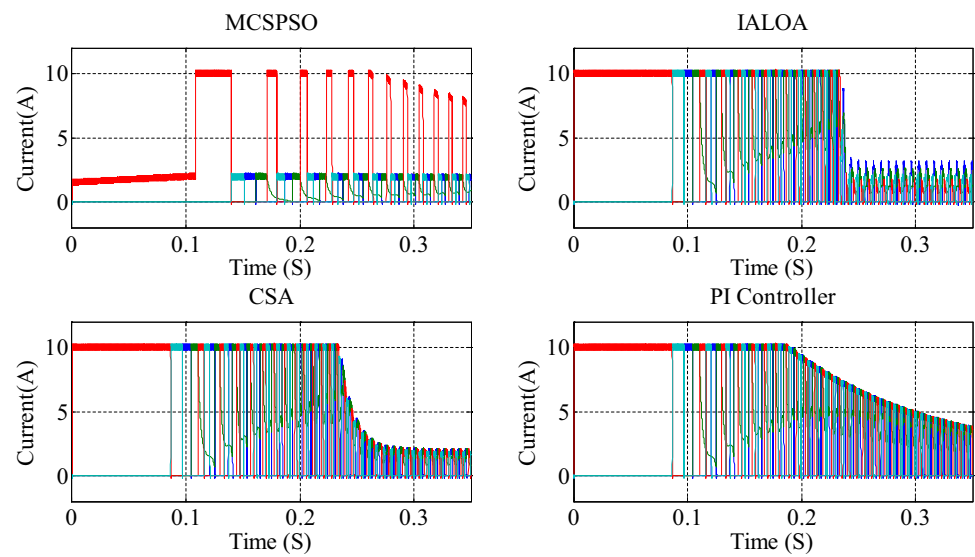 MCSPSO
Current(A)
10
5
0
0 0.1 0.2 0.3
Time (S)
IALOA
Current(A)
10
5
0
0 0.1 0.2 0.3
Time (S)
CSA
Current(A)
10
5
0
0 0.1 0.2 0.3
Time (S)
PI Controller
Current(A)
10
5
0
0 0.1 0.2 0.3
Time (S)